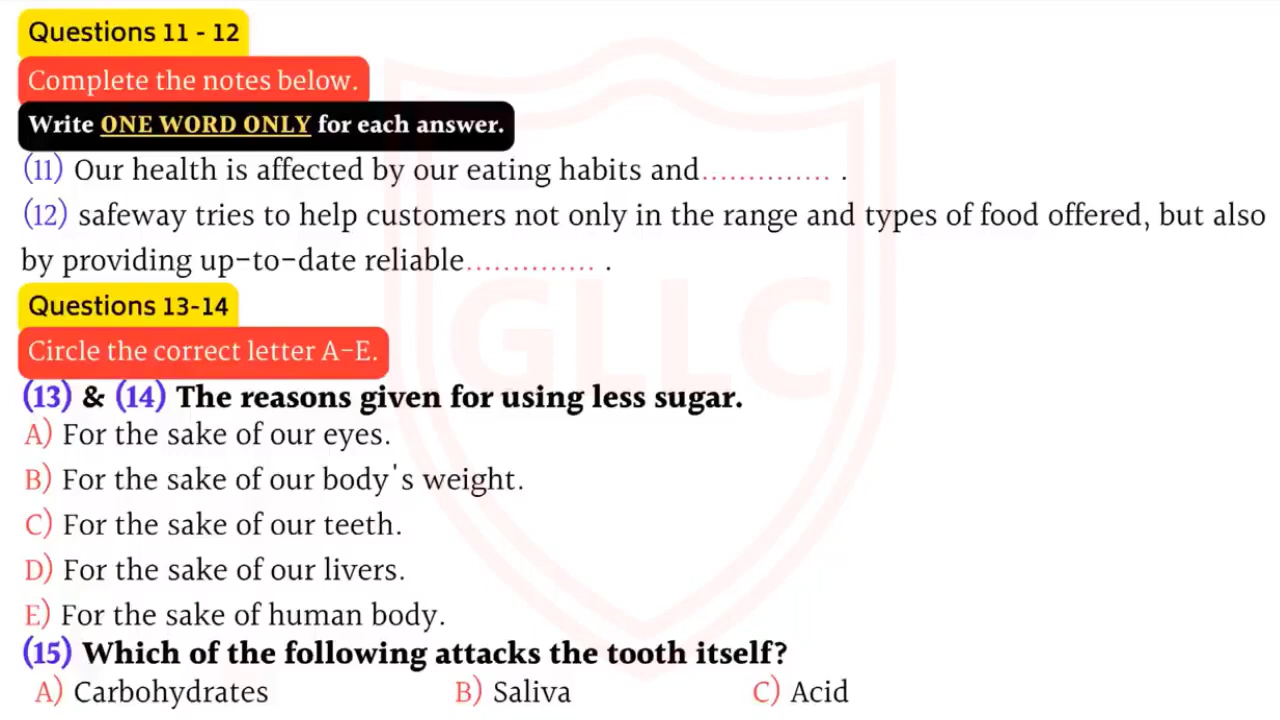 Questions 11 - 12
Complete the notes below.
Write ONE WORD ONLY for each answer.
(11) Our health is affected by our eating habits and.............. .
(12) safeway tries to help customers not only in the range and types of food offered, but also
by providing up-to-date reliable.............. .
Questions 13-14
Circle the correct letter A-E.
(13) & (14) The reasons given for using less sugar.
A) For the sake of our eyes.
B) For the sake of our body's weight.
C) For the sake of our teeth.
D) For the sake of our livers.
E) For the sake of human body.
(15) Which of the following attacks the tooth itself?
A) Carbohydrates B) Saliva C) Acid
GLLC